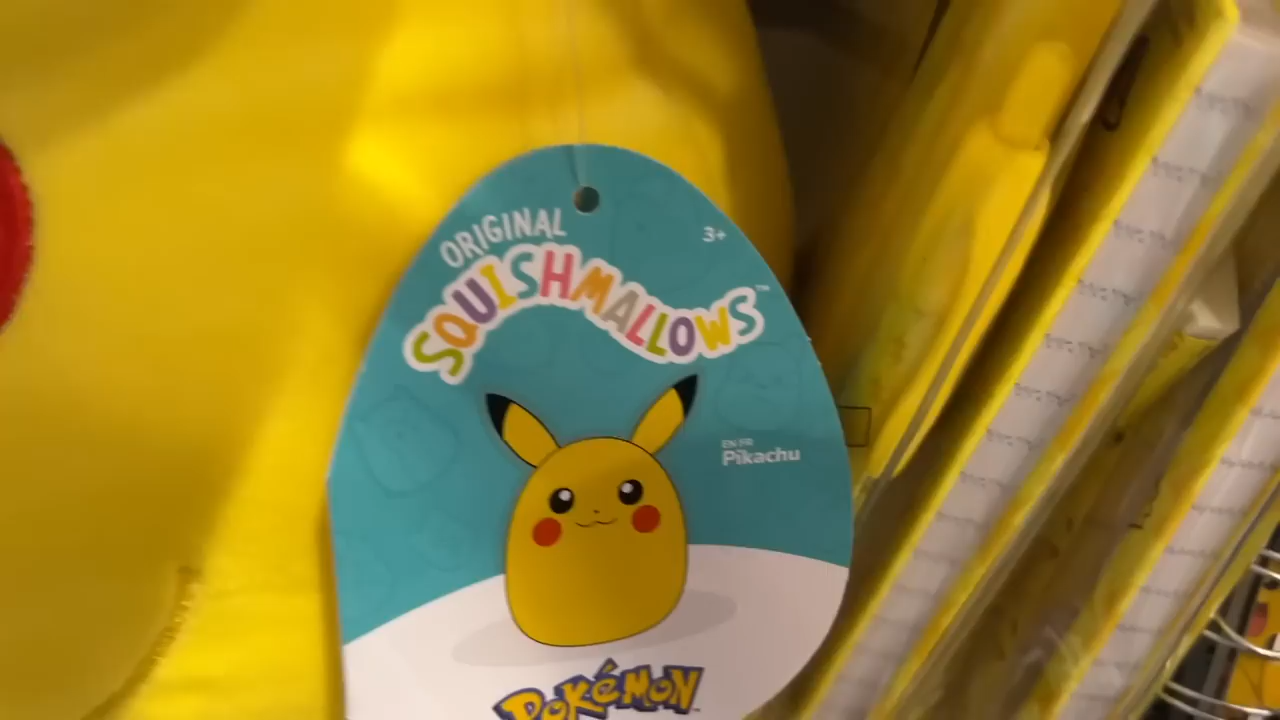 ORIGINAL
SQUISHMALLOWS™
3+
EN FR
Pikachu
POKéMON